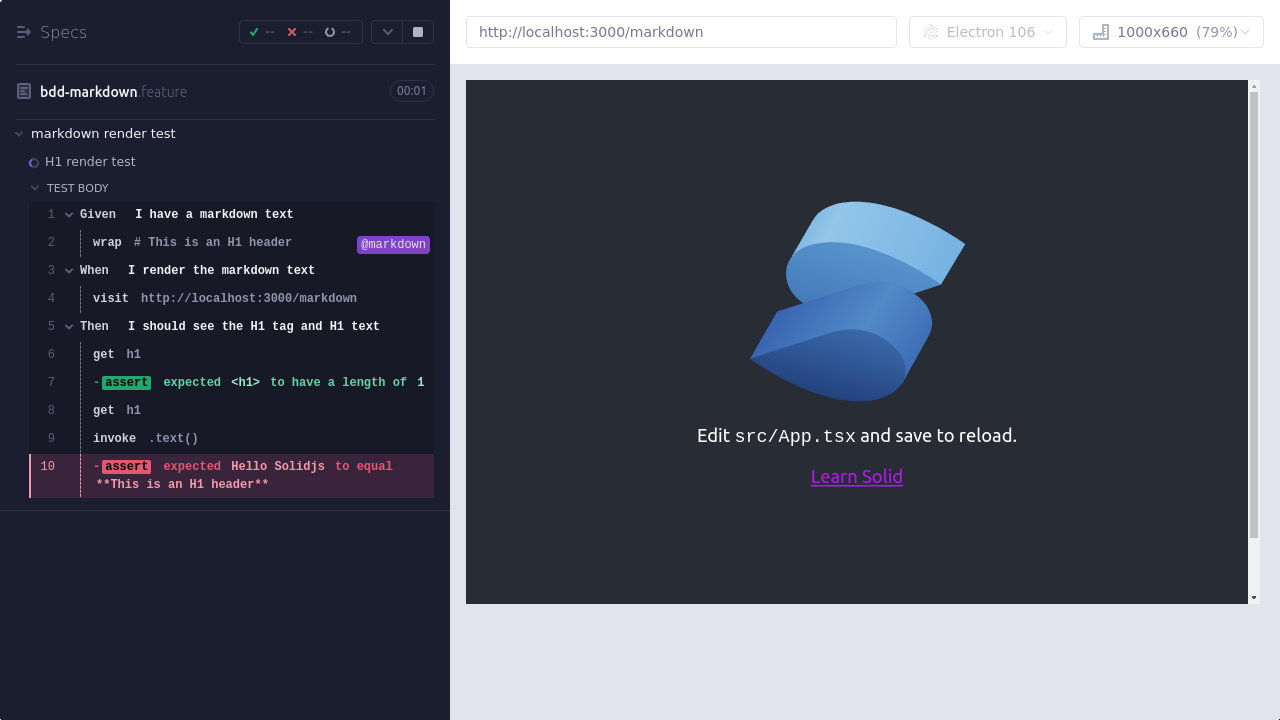 Specs -- -- --
bdd-markdown.feature 00:01
markdown render test
H1 render test
TEST BODY
1 Given I have a markdown text
2 wrap # This is an H1 header @markdown
3 When I render the markdown text
4 visit http://localhost:3000/markdown
5 Then I should see the H1 tag and H1 text
6 get h1
7 -assert expected <h1> to have a length of 1
8 get h1
9 invoke .text()
10 -assert expected Hello Solidjs to equal
**This is an H1 header**
http://localhost:3000/markdown Electron 106 1000x660 (79%)
Edit src/App.tsx and save to reload.
Learn Solid